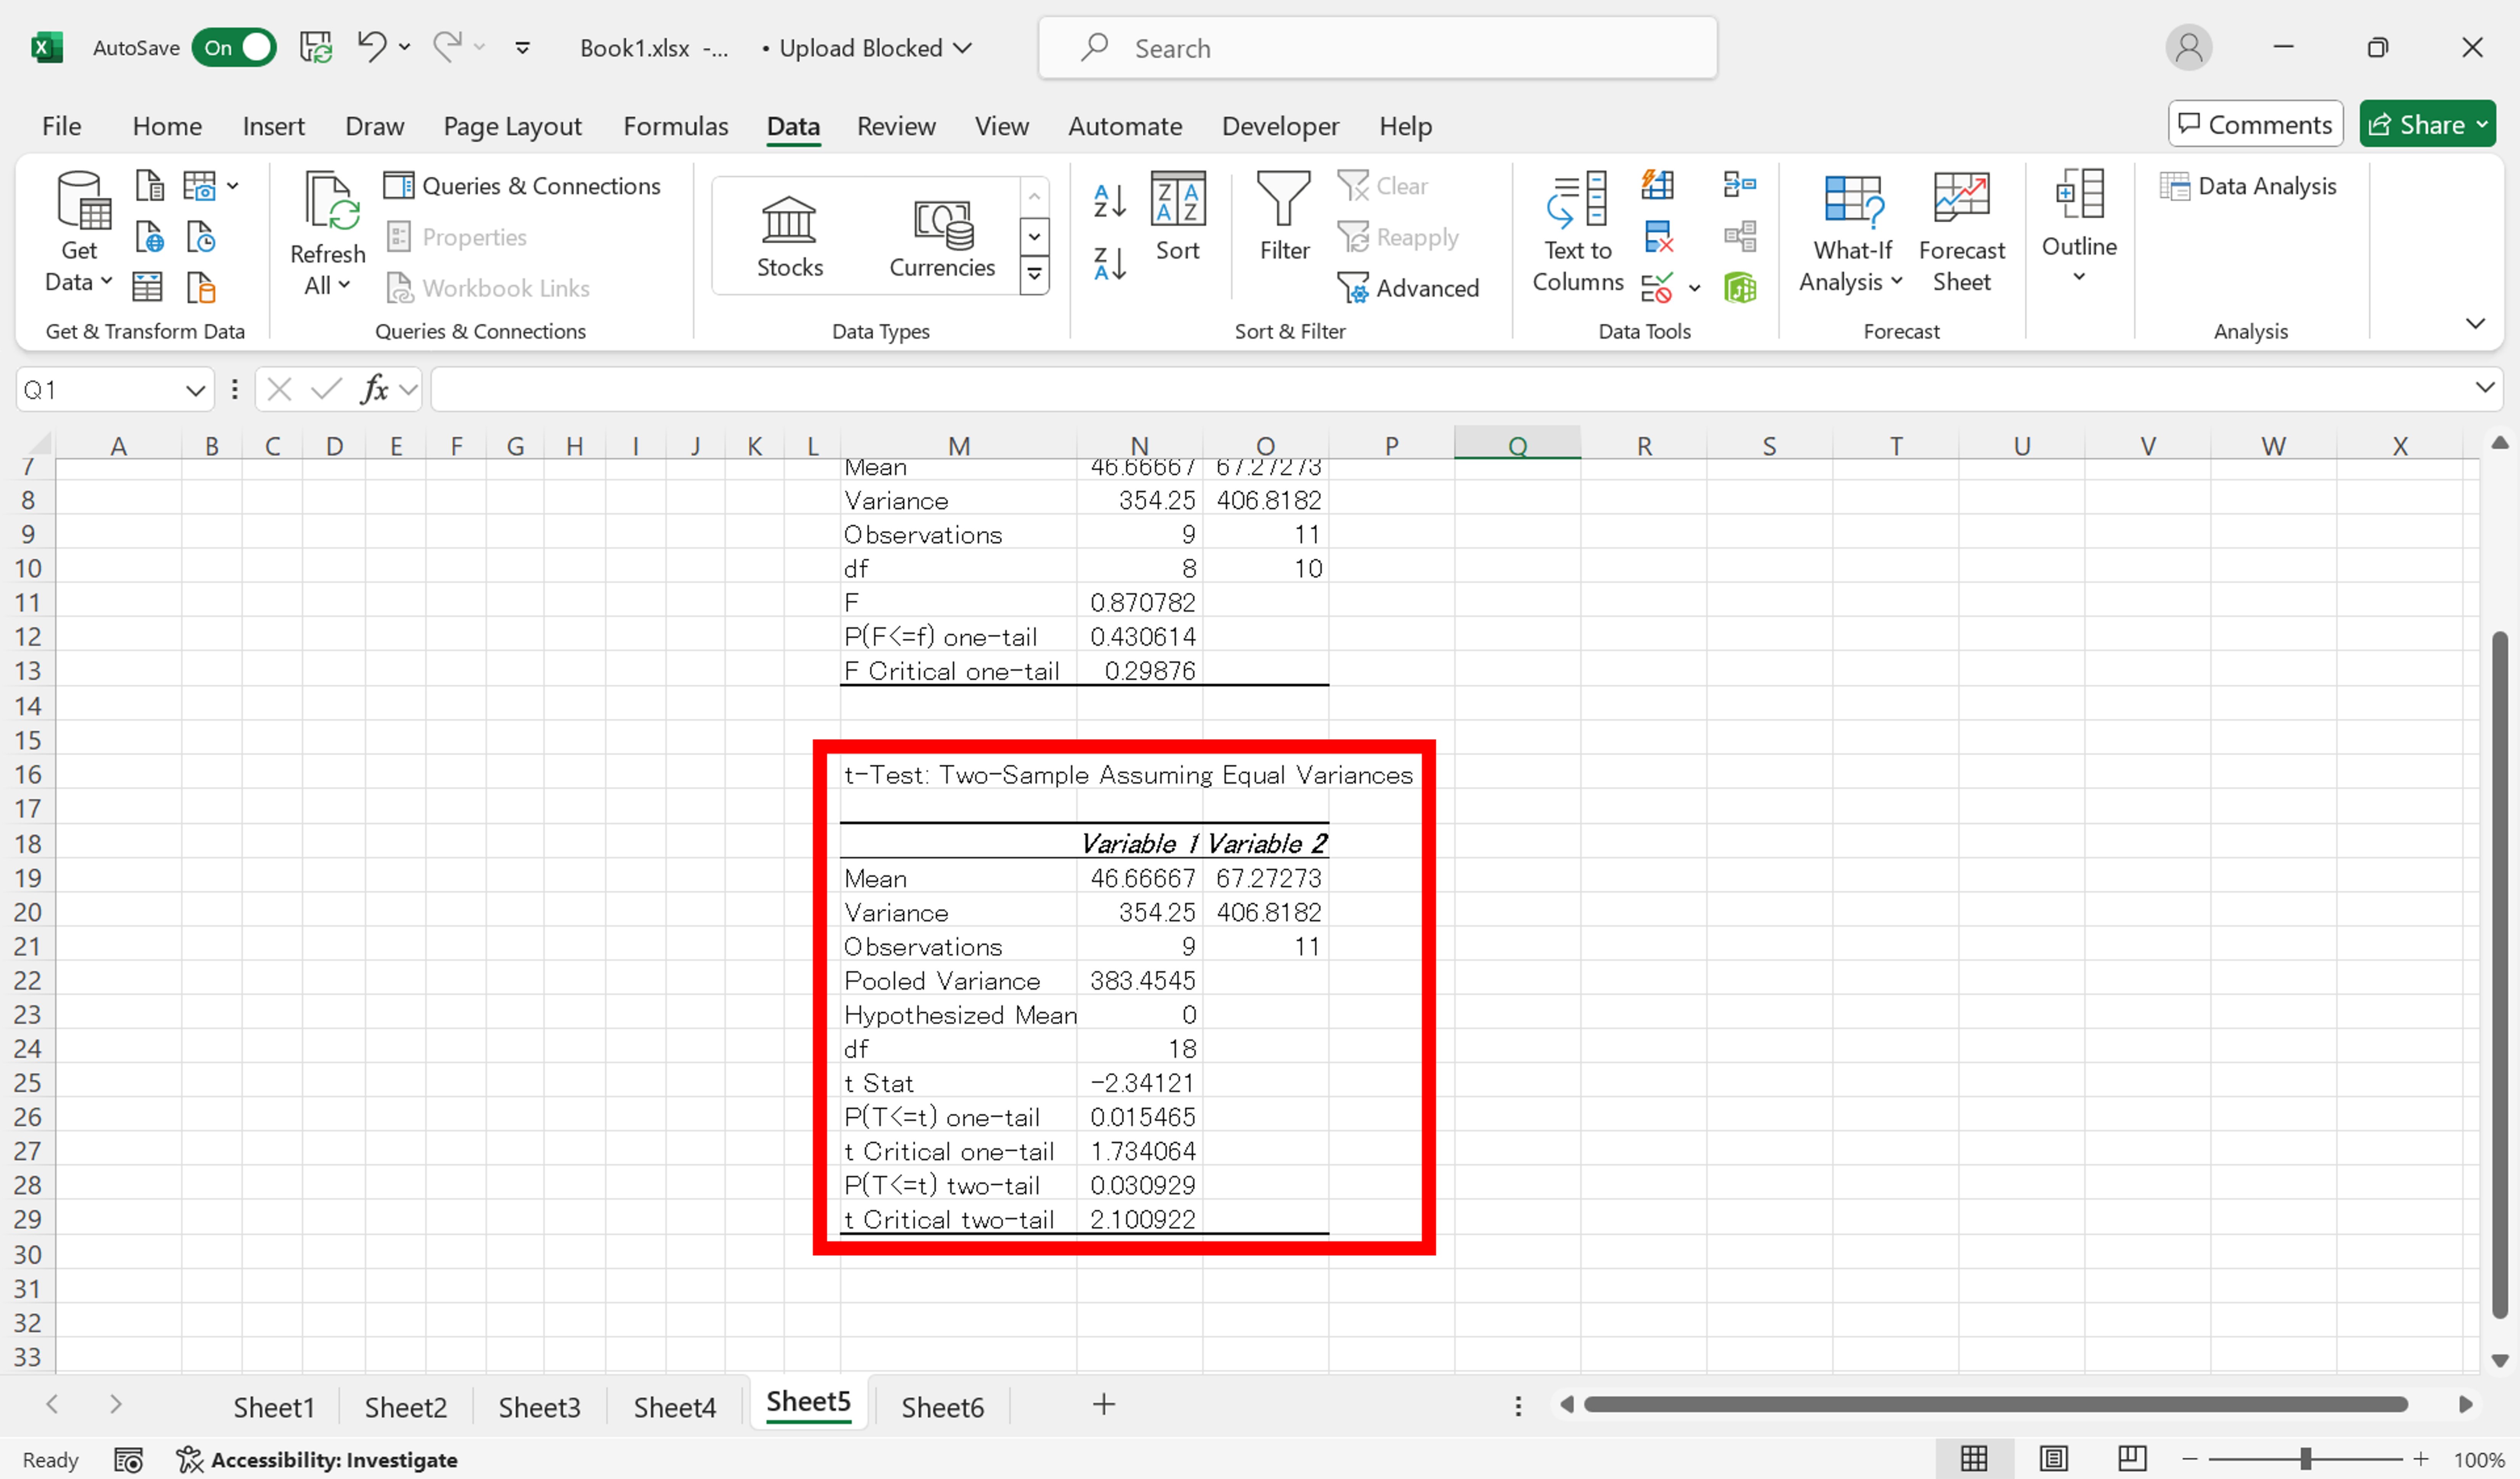 AutoSave On Book1.xlsx -... • Upload Blocked Search
File Home Insert Draw Page Layout Formulas Data Review View Automate Developer Help Comments Share
Get Data
Refresh All
Queries & Connections
Properties
Workbook Links
Stocks
Currencies
Sort
Filter
Clear
Reapply
Advanced
Text to Columns
What-If Analysis
Forecast Sheet
Outline
Data Analysis
Get & Transform Data Queries & Connections Data Types Sort & Filter Data Tools Forecast Analysis
Q1 fx
A B C D E F G H I J K L M N O P Q R S T U V W X
7 Mean 46.66667 67.27273
8 Variance 354.25 406.8182
9 Observations 9 11
10 df 8 10
11 F 0.870782
12 P(F<=f) one-tail 0.430614
13 F Critical one-tail 0.29876
14
15
16 t-Test: Two-Sample Assuming Equal Variances
17
18 Variable 1 Variable 2
19 Mean 46.66667 67.27273
20 Variance 354.25 406.8182
21 Observations 9 11
22 Pooled Variance 383.4545
23 Hypothesized Mean 0
24 df 18
25 t Stat -2.34121
26 P(T<=t) one-tail 0.015465
27 t Critical one-tail 1.734064
28 P(T<=t) two-tail 0.030929
29 t Critical two-tail 2.100922
30
31
32
33
Sheet1 Sheet2 Sheet3 Sheet4 Sheet5 Sheet6
Ready Accessibility: Investigate 100%